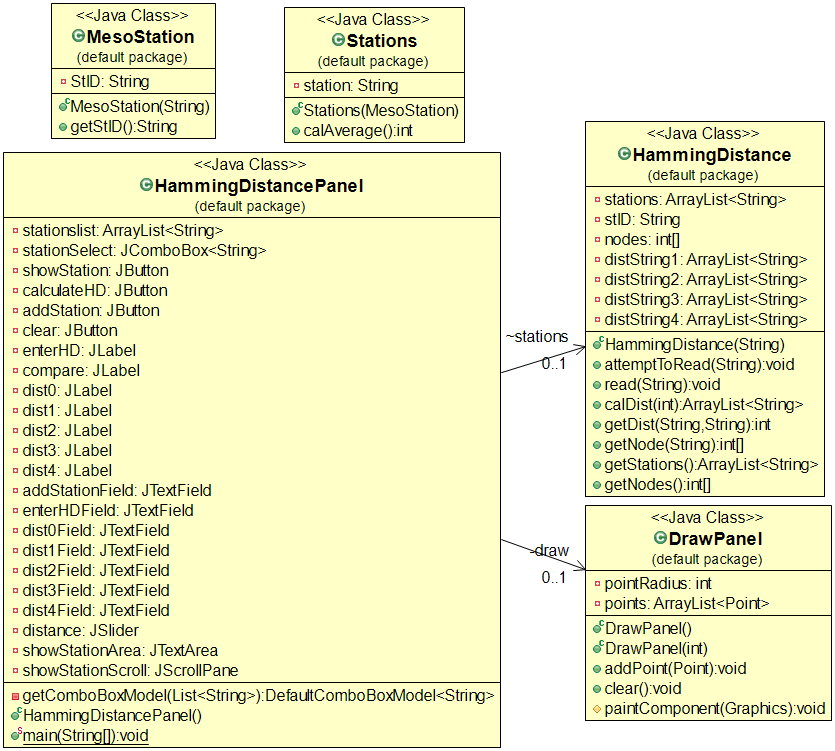 <<Java Class>>
MesoStation
(default package)
StID: String
MesoStation(String)
getStID():String
<<Java Class>>
Stations
(default package)
station: String
Stations(MesoStation)
calAverage():int
<<Java Class>>
HammingDistancePanel
(default package)
stationslist: ArrayList<String>
stationSelect: JComboBox<String>
showStation: JButton
calculateHD: JButton
addStation: JButton
clear: JButton
enterHD: JLabel
compare: JLabel
dist0: JLabel
dist1: JLabel
dist2: JLabel
dist3: JLabel
dist4: JLabel
addStationField: JTextField
enterHDField: JTextField
dist0Field: JTextField
dist1Field: JTextField
dist2Field: JTextField
dist3Field: JTextField
dist4Field: JTextField
distance: JSlider
showStationArea: JTextArea
showStationScroll: JScrollPane
getComboBoxModel(List<String>):DefaultComboBoxModel<String>
HammingDistancePanel()
main(String[]):void
~stations
0..1
-draw
0..1
<<Java Class>>
HammingDistance
(default package)
stations: ArrayList<String>
stID: String
nodes: int[]
distString1: ArrayList<String>
distString2: ArrayList<String>
distString3: ArrayList<String>
distString4: ArrayList<String>
HammingDistance(String)
attemptToRead(String):void
read(String):void
calDist(int):ArrayList<String>
getDist(String,String):int
getNode(String):int[]
getStations():ArrayList<String>
getNodes():int[]
<<Java Class>>
DrawPanel
(default package)
pointRadius: int
points: ArrayList<Point>
DrawPanel()
DrawPanel(int)
addPoint(Point):void
clear():void
paintComponent(Graphics):void